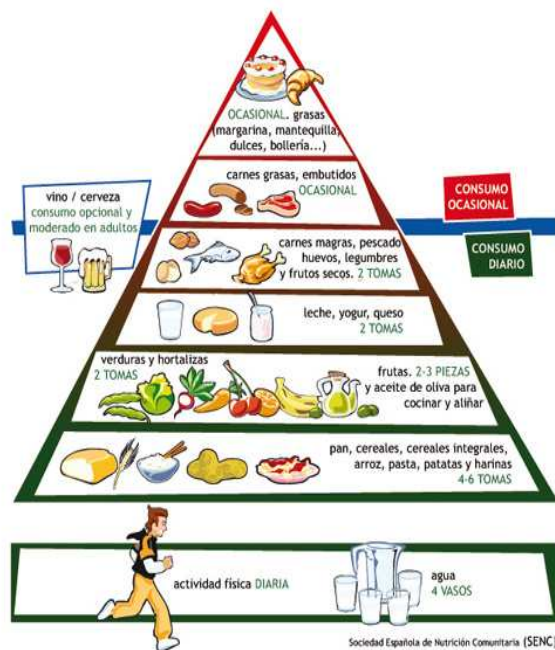 OCASIONAL. grasas
(margarina, mantequilla,
dulces, bollería...)
carnes grasas, embutidos
OCASIONAL
CONSUMO
OCASIONAL
vino / cerveza
consumo opcional y
moderado en adultos
carnes magras, pescado
huevos, legumbres
y frutos secos. 2 TOMAS
CONSUMO
DIARIO
leche, yogur, queso
2 TOMAS
verduras y hortalizas
2 TOMAS
frutas. 2-3 PIEZAS
y aceite de oliva para
cocinar y aliñar
pan, cereales, cereales integrales,
arroz, pasta, patatas y harinas
4-6 TOMAS
actividad física DIARIA
agua
4 VASOS
Sociedad Española de Nutrición Comunitaria (SENC)